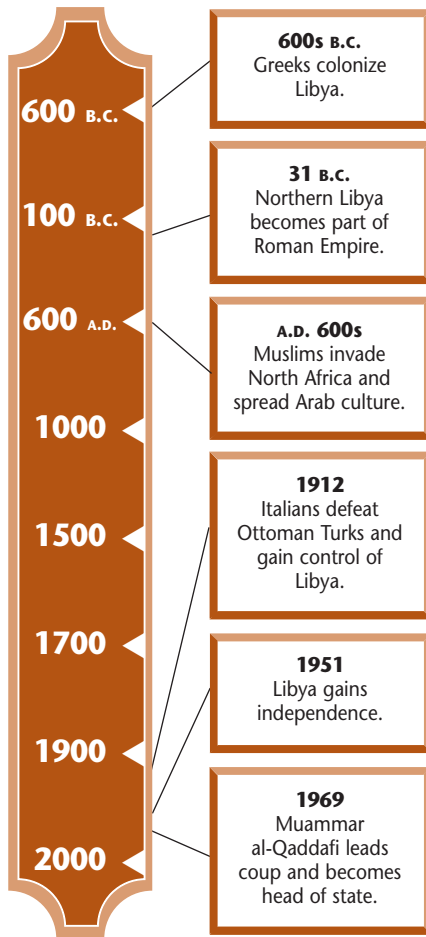 600 B.C.
100 B.C.
600 A.D.
1000
1500
1700
1900
2000
600s B.C.
Greeks colonize
Libya.
31 B.C.
Northern Libya
becomes part of
Roman Empire.
A.D. 600s
Muslims invade
North Africa and
spread Arab culture.
1912
Italians defeat
Ottoman Turks and
gain control of
Libya.
1951
Libya gains
independence.
1969
Muammar
al-Qaddafi leads
coup and becomes
head of state.